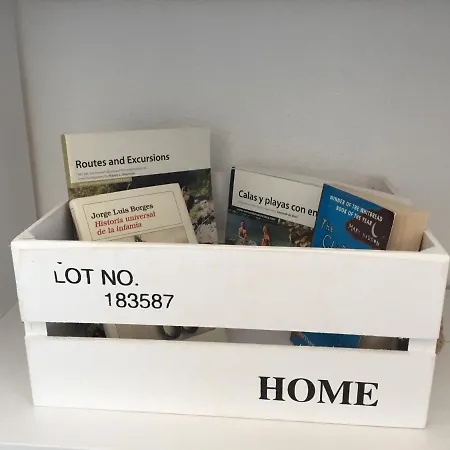 Routes and Excursions
Jorge Luis Borges
Historia universal
de la infamia
Calas y playas con en
WINNER OF THE WHITBREAD
BOOK OF THE YEAR
The
LOT NO.
183587
HOME